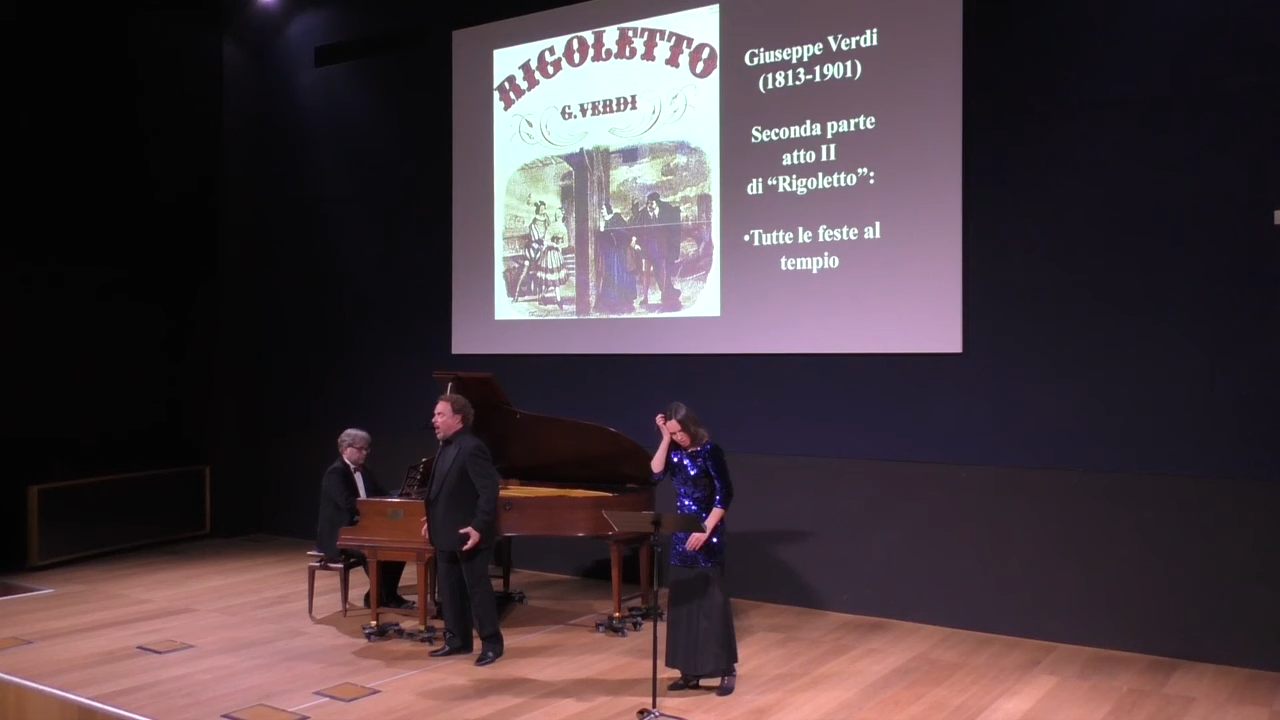 RIGOLETTO
G. VERDI
Giuseppe Verdi
(1813-1901)
Seconda parte
atto II
di “Rigoletto”:
•Tutte le feste al
tempio